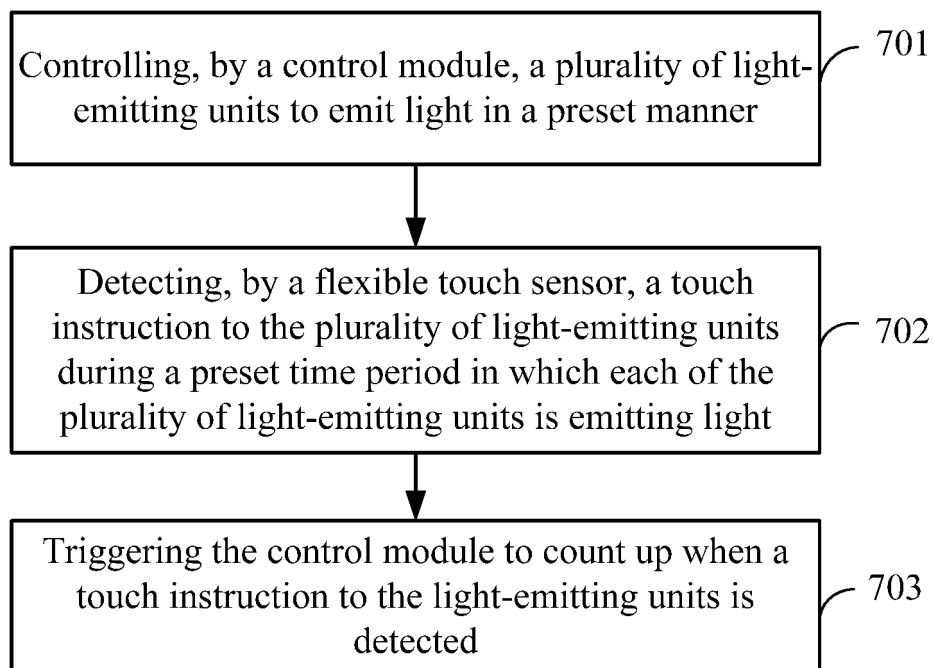 Controlling, by a control module, a plurality of light-
emitting units to emit light in a preset manner
701
Detecting, by a flexible touch sensor, a touch
instruction to the plurality of light-emitting units
during a preset time period in which each of the
plurality of light-emitting units is emitting light
702
Triggering the control module to count up when a
touch instruction to the light-emitting units is
detected
703